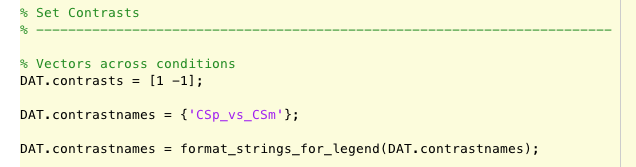 % Set Contrasts
% ------------------------------------------------------------------------
% Vectors across conditions
DAT.contrasts = [1 -1];
DAT.contrastnames = {'CSp_vs_CSm'};
DAT.contrastnames = format_strings_for_legend(DAT.contrastnames);